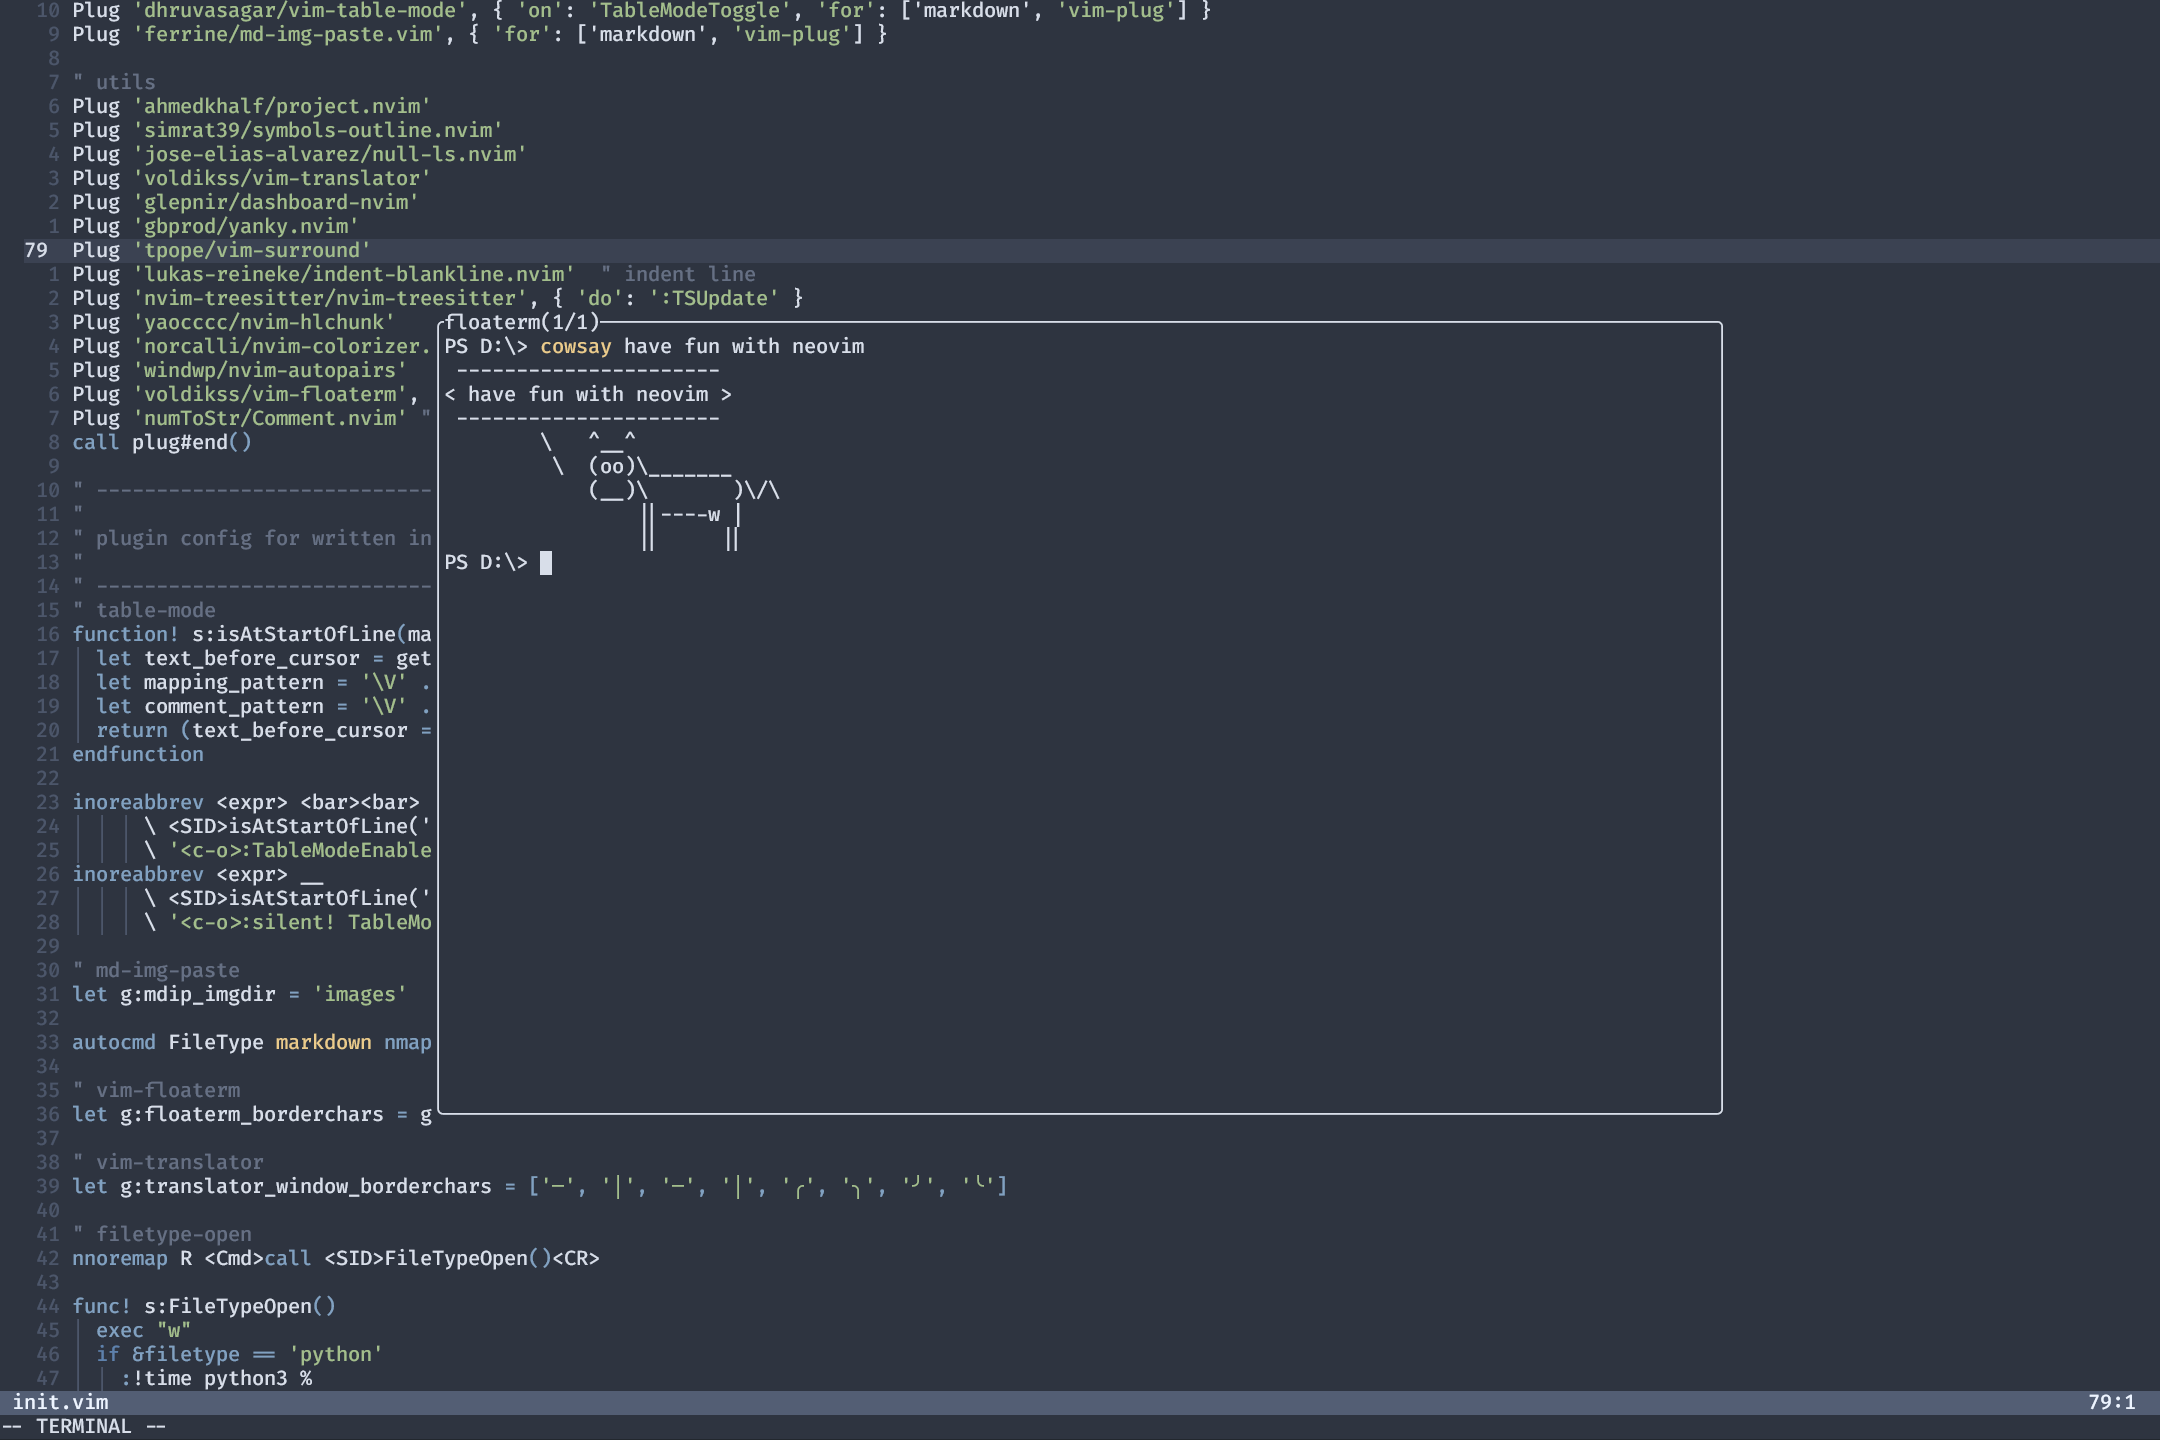 10 Plug 'dhruvasagar/vim-table-mode', { 'on': 'TableModeToggle', 'for': ['markdown', 'vim-plug'] }
9 Plug 'ferrine/md-img-paste.vim', { 'for': ['markdown', 'vim-plug'] }
8
7 " utils
6 Plug 'ahmedkhalf/project.nvim'
5 Plug 'simrat39/symbols-outline.nvim'
4 Plug 'jose-elias-alvarez/null-ls.nvim'
3 Plug 'voldikss/vim-translator'
2 Plug 'glepnir/dashboard-nvim'
1 Plug 'gbprod/yanky.nvim'
79 Plug 'tpope/vim-surround'
1 Plug 'lukas-reineke/indent-blankline.nvim'  " indent line
2 Plug 'nvim-treesitter/nvim-treesitter', { 'do': ':TSUpdate' }
3 Plug 'yaocccc/nvim-hlchunk'
4 Plug 'norcalli/nvim-colorizer.
5 Plug 'windwp/nvim-autopairs'
6 Plug 'voldikss/vim-floaterm',
7 Plug 'numToStr/Comment.nvim' "
8 call plug#end()
9
10 " ----------------------------
11 "
12 " plugin config for written in
13 "
14 " ----------------------------
15 " table-mode
16 function! s:isAtStartOfLine(ma
17   let text_before_cursor = get
18   let mapping_pattern = '\V' .
19   let comment_pattern = '\V' .
20   return (text_before_cursor =
21 endfunction
22
23 inoreabbrev <expr> <bar><bar>
24       \ <SID>isAtStartOfLine('
25       \ '<c-o>:TableModeEnable
26 inoreabbrev <expr> __
27       \ <SID>isAtStartOfLine('
28       \ '<c-o>:silent! TableMo
29
30 " md-img-paste
31 let g:mdip_imgdir = 'images'
32
33 autocmd FileType markdown nmap
34
35 " vim-floaterm
36 let g:floaterm_borderchars = g
37
38 " vim-translator
39 let g:translator_window_borderchars = ['─', '│', '─', '│', '╭', '╮', '╯', '╰']
40
41 " filetype-open
42 nnoremap R <Cmd>call <SID>FileTypeOpen()<CR>
43
44 func! s:FileTypeOpen()
45   exec "w"
46   if &filetype == 'python'
47     :!time python3 %
floaterm(1/1)
PS D:\> cowsay have fun with neovim
 ----------------------
< have fun with neovim >
 ----------------------
        \   ^__^
         \  (oo)\_______
            (__)\       )\/\
                ||----w |
                ||     ||
PS D:\>
init.vim 79:1
-- TERMINAL --